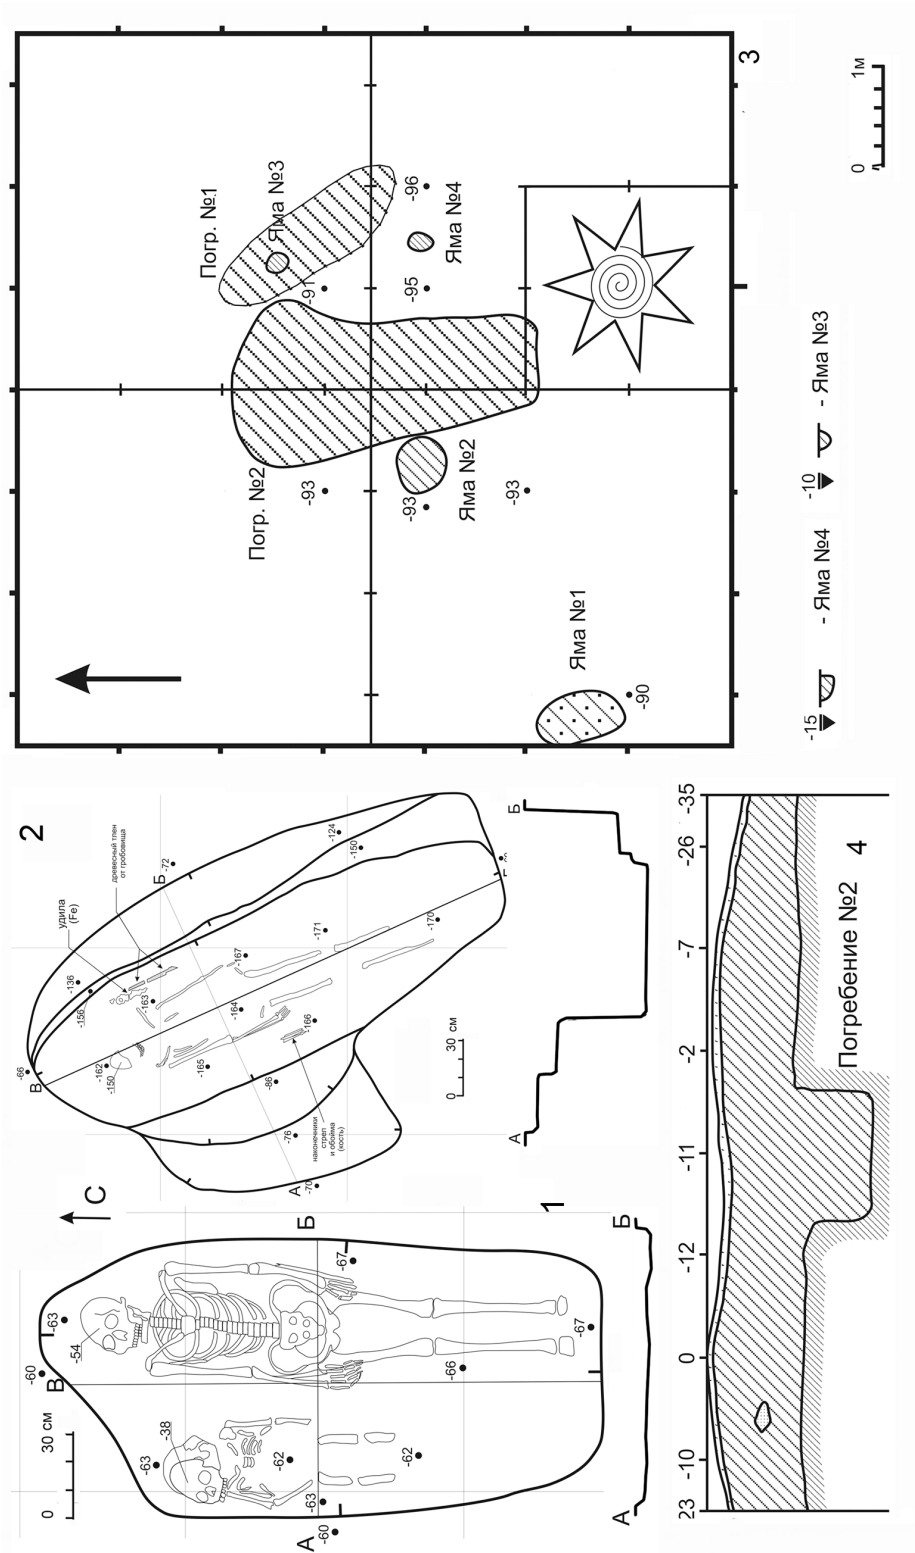 3
1м
0
Погр. №1
Яма №3
-96
Яма №4
-91
-95
Погр. №2
-93
-93
Яма №2
-93
Яма №1
-90
-10
- Яма №3
-15
- Яма №4
2
древесный тлен
от гробовища
удила
(Fe)
Б
-72
-124
-150
-136
-156
-163
-167
-171
-170
-66
В
-162
-150
-164
-166
-165
-86
-76
-70
А
наконечники
стрел
и обойма
(кость)
0 30 см
А
Б
С
1
Б
-67
-63
-54
-60
В
-67
-66
0 30 см
-38
-63
-62
-62
-63
А
-60
А
Б
4
Погребение №2
23
-10
0
-12
-11
-2
-7
-26
-35